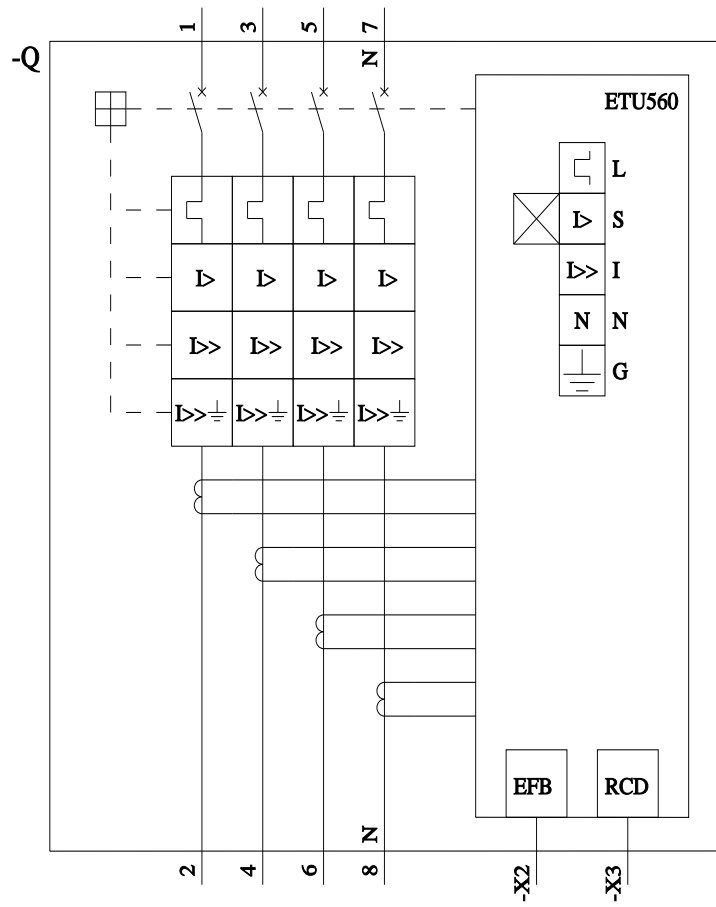 1 3 5 7
-Q
N
ETU560
L
I> S
I> I> I> I>
I>> I
I>> I>> I>> I>>
N N
G
I>> I>> I>> I>>
EFB RCD
N
2 4 6 8
-X2 -X3